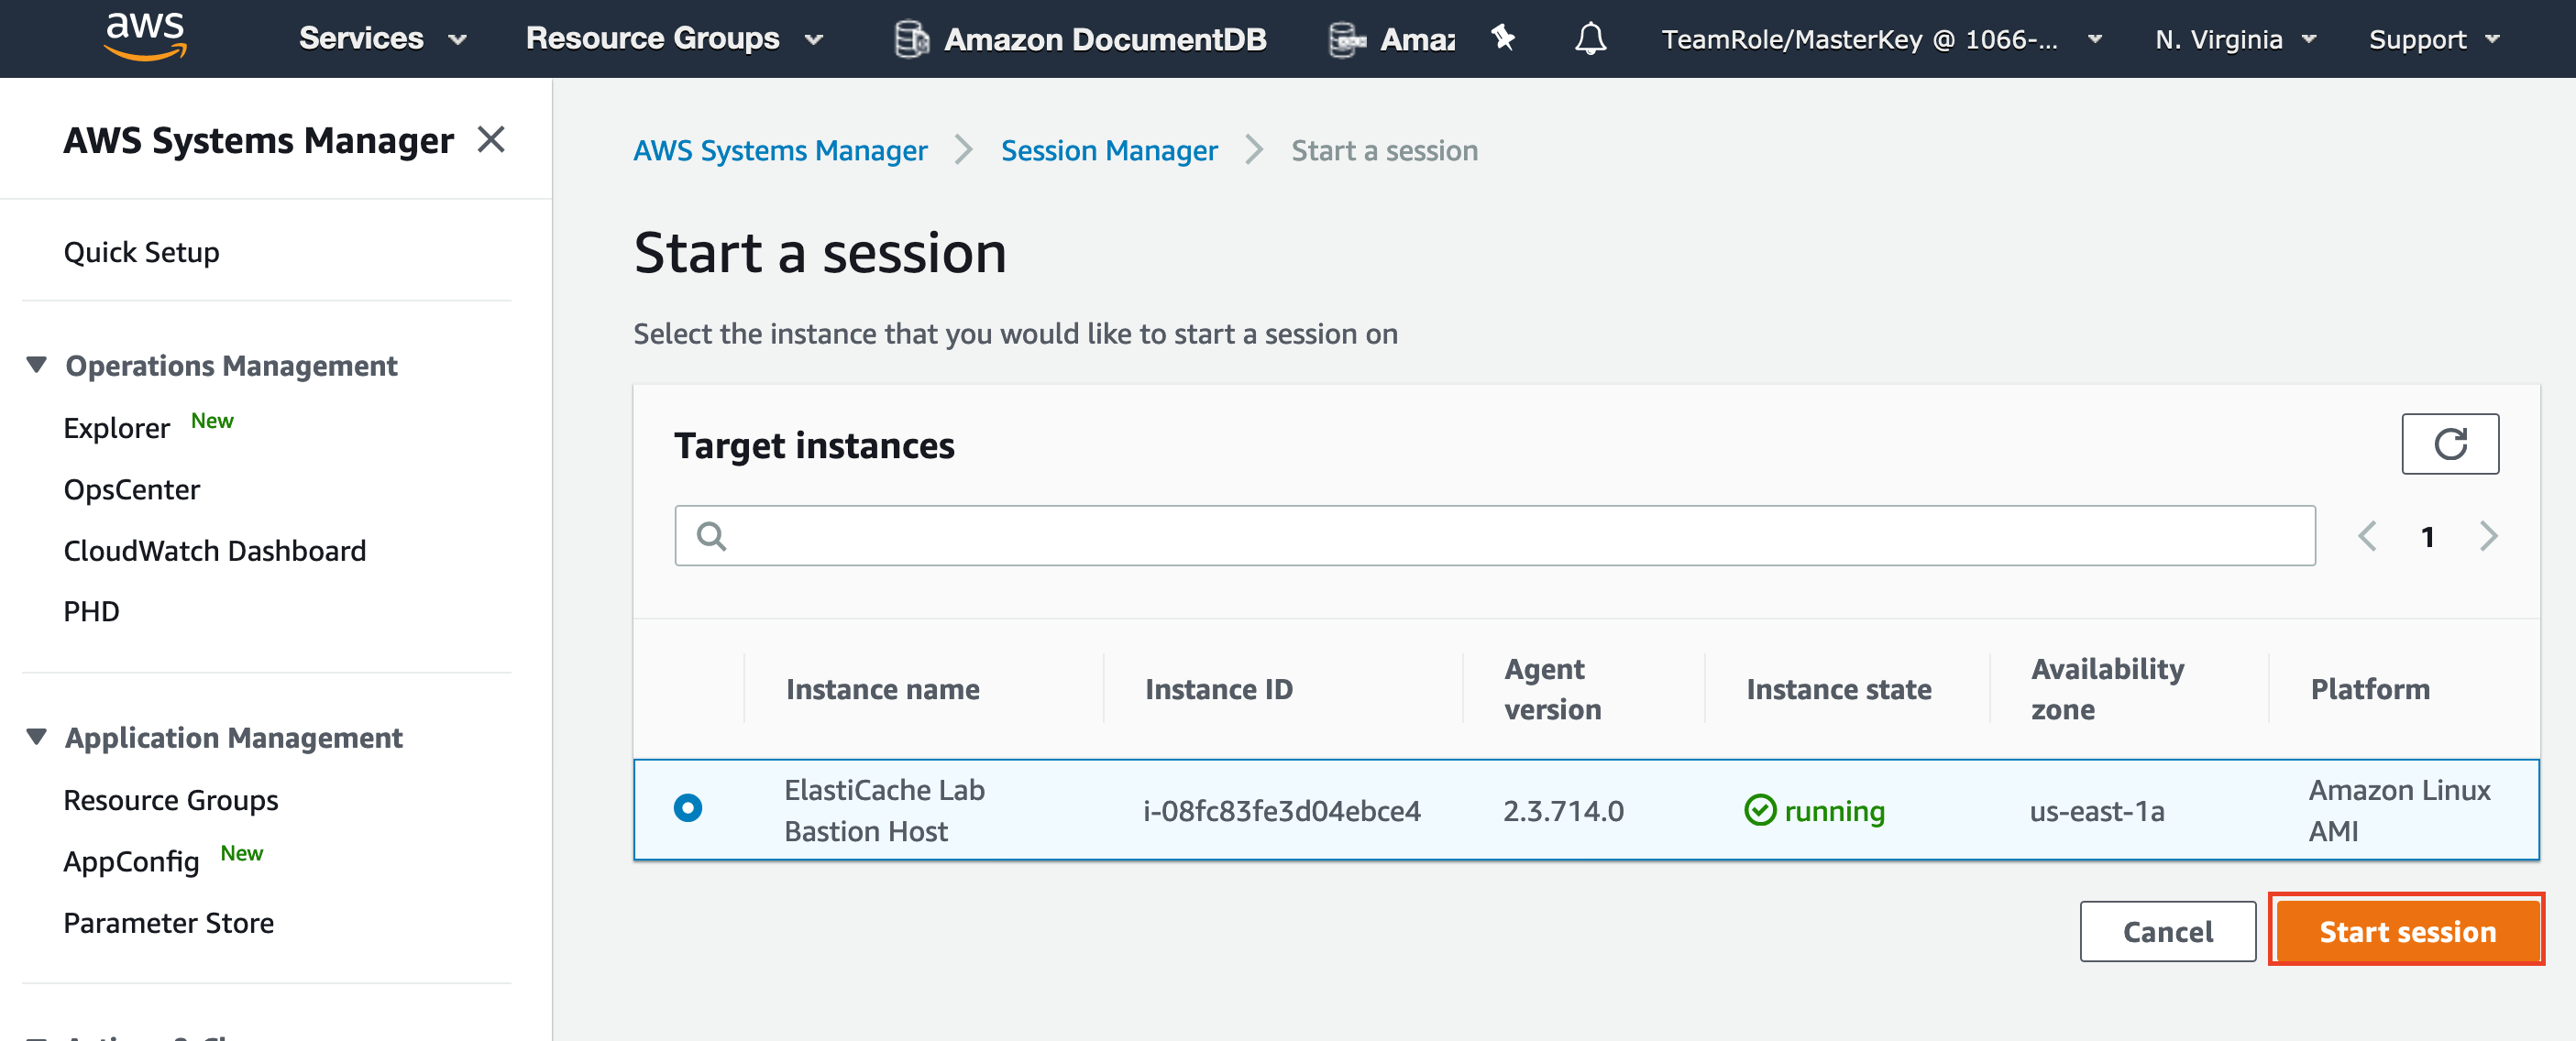 aws
Services
Resource Groups
Amazon DocumentDB
Amaz
TeamRole/MasterKey @ 1066-...
N. Virginia
Support
AWS Systems Manager
Quick Setup
Operations Management
Explorer New
OpsCenter
CloudWatch Dashboard
PHD
Application Management
Resource Groups
AppConfig New
Parameter Store
AWS Systems Manager > Session Manager > Start a session
Start a session
Select the instance that you would like to start a session on
Target instances
1
Instance name
Instance ID
Agent
version
Instance state
Availability
zone
Platform
ElastiCache Lab
Bastion Host
i-08fc83fe3d04ebce4
2.3.714.0
running
us-east-1a
Amazon Linux
AMI
Cancel
Start session